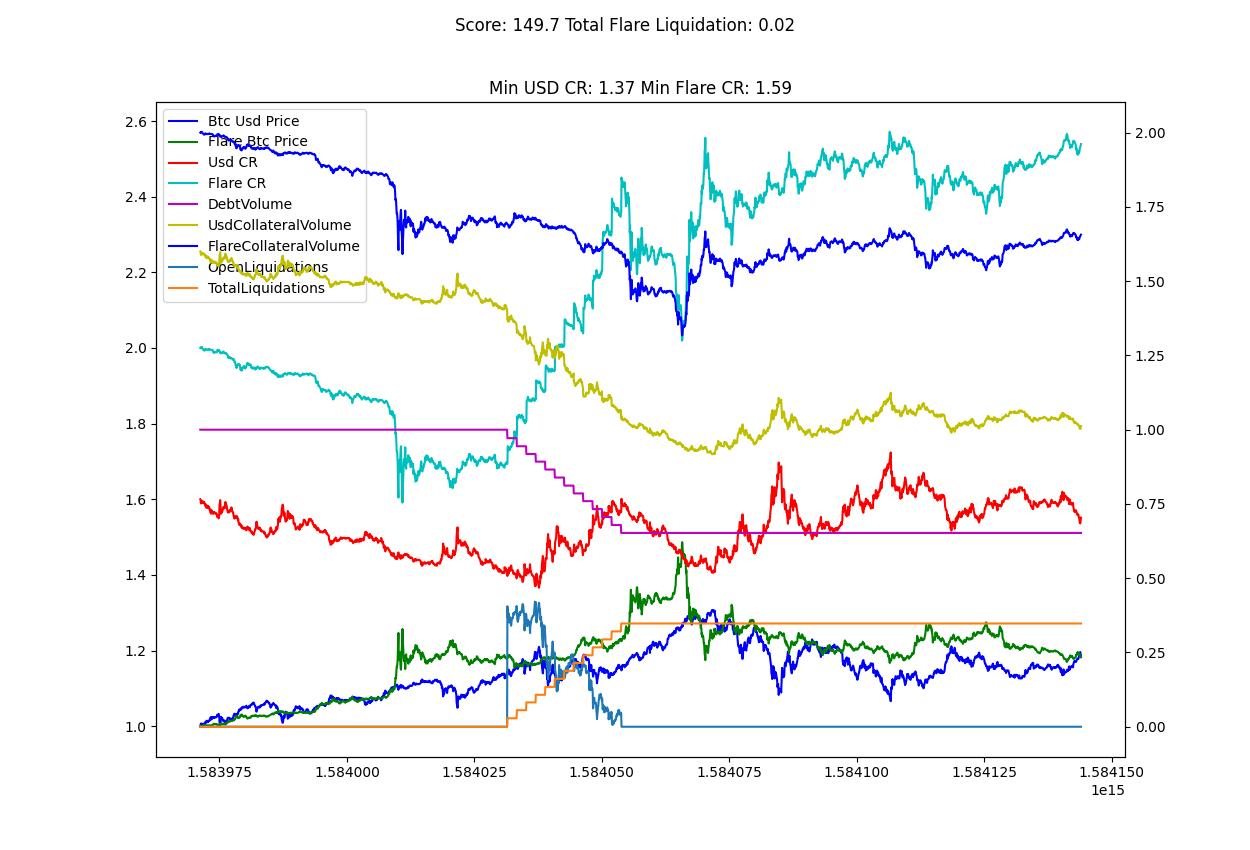 Score: 149.7 Total Flare Liquidation: 0.02
Min USD CR: 1.37 Min Flare CR: 1.59
Btc Usd Price
Flare Btc Price
Usd CR
Flare CR
DebtVolume
UsdCollateralVolume
FlareCollateralVolume
OpenLiquidations
TotalLiquidations
2.6
2.4
2.2
2.0
1.8
1.6
1.4
1.2
1.0
2.00
1.75
1.50
1.25
1.00
0.75
0.50
0.25
0.00
1.583975 1.584000 1.584025 1.584050 1.584075 1.584100 1.584125 1.584150
1e15